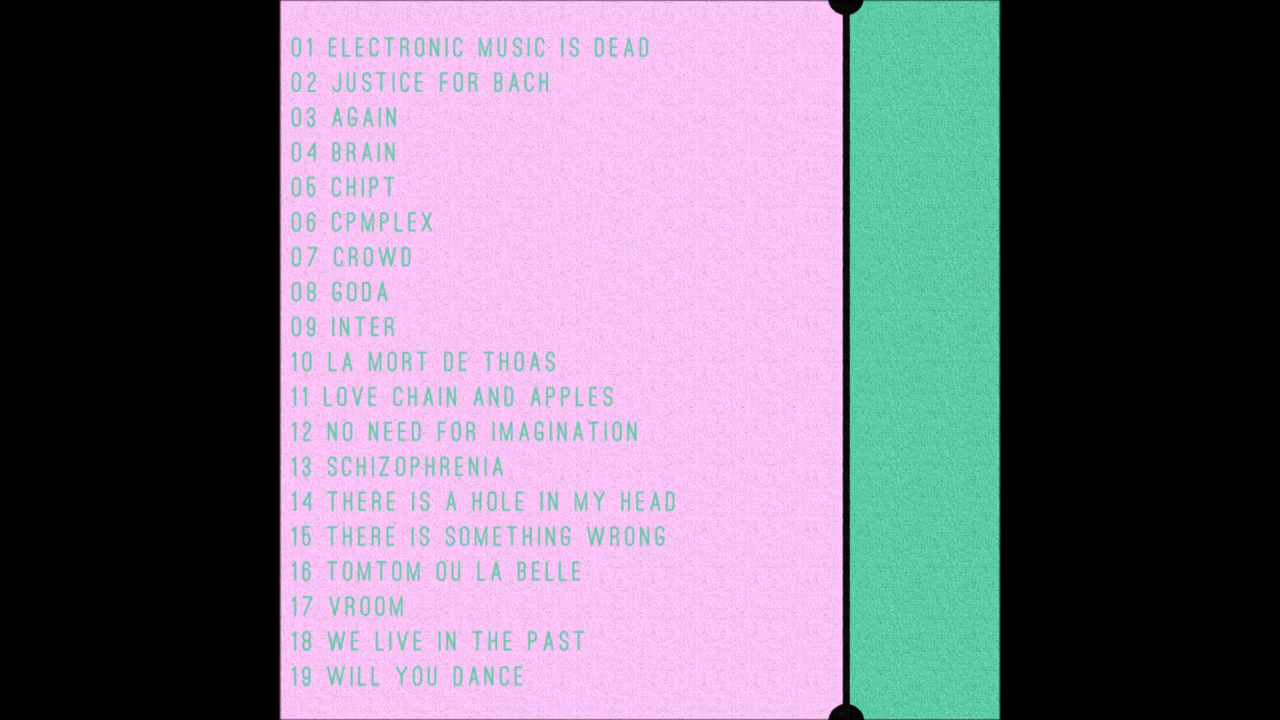 01 ELECTRONIC MUSIC IS DEAD
02 JUSTICE FOR BACH
03 AGAIN
04 BRAIN
05 CHIPT
06 CPMPLEX
07 CROWD
08 GODA
09 INTER
10 LA MORT DE THOAS
11 LOVE CHAIN AND APPLES
12 NO NEED FOR IMAGINATION
13 SCHIZOPHRENIA
14 THERE IS A HOLE IN MY HEAD
15 THERE IS SOMETHING WRONG
16 TOMTOM OU LA BELLE
17 VROOM
18 WE LIVE IN THE PAST
19 WILL YOU DANCE